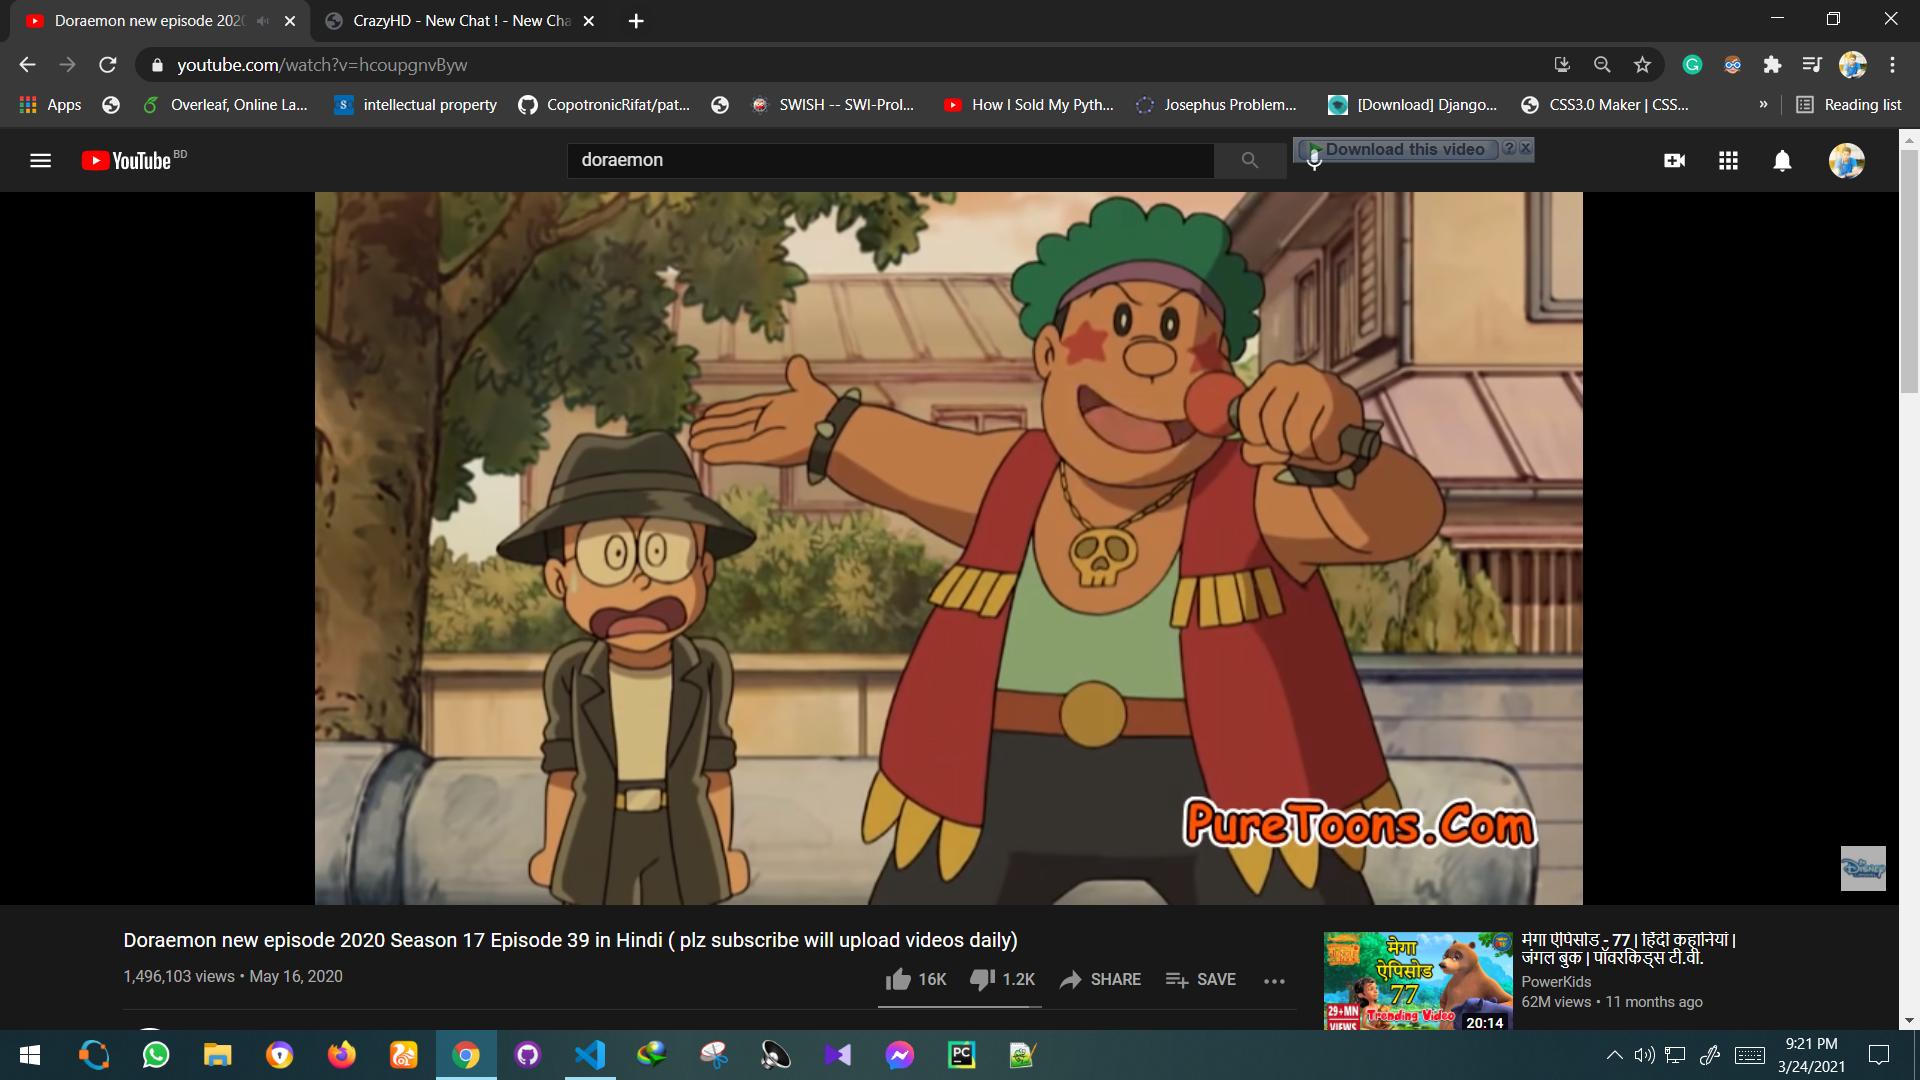 Doraemon new episode 2020
CrazyHD - New Chat ! - New Cha
youtube.com/watch?v=hcoupgnvByw
Apps
Overleaf, Online La...
intellectual property
CopotronicRifat/pat...
SWISH -- SWI-Prol...
How I Sold My Pyth...
Josephus Problem...
[Download] Django...
CSS3.0 Maker | CSS...
»
Reading list
YouTube BD
doraemon
Download this video
PureToons.Com
Disney
Doraemon new episode 2020 Season 17 Episode 39 in Hindi ( plz subscribe will upload videos daily)
1,496,103 views • May 16, 2020
16K
1.2K
SHARE
SAVE
मेगा ऐपिसोड 77
29+MN VIEWS
Trending Video
20:14
मेगा ऐपिसोड - 77 | हिंदी कहानियां |
जंगल बुक | पॉवरकिड्स टी.वी.
PowerKids
62M views • 11 months ago
9:21 PM
3/24/2021